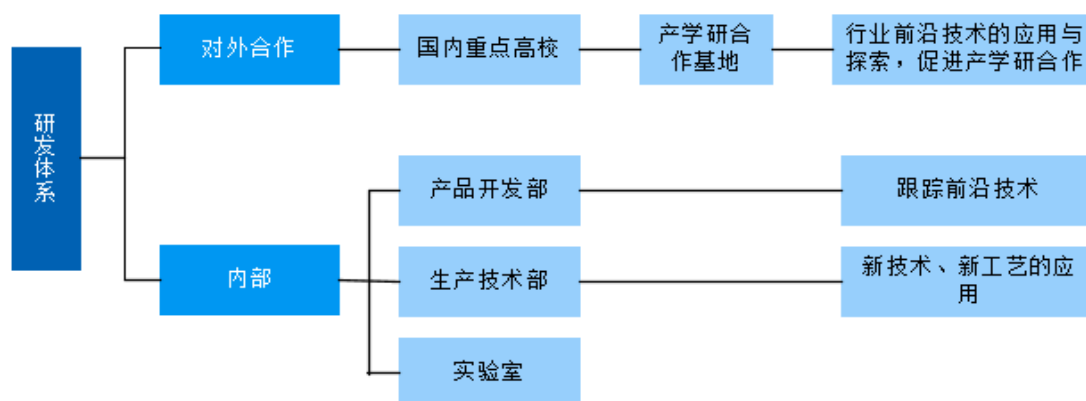 研发体系
对外合作
国内重点高校
产学研合
作基地
行业前沿技术的应用与
探索，促进产学研合作
内部
产品开发部
跟踪前沿技术
生产技术部
新技术、新工艺的应
用
实验室